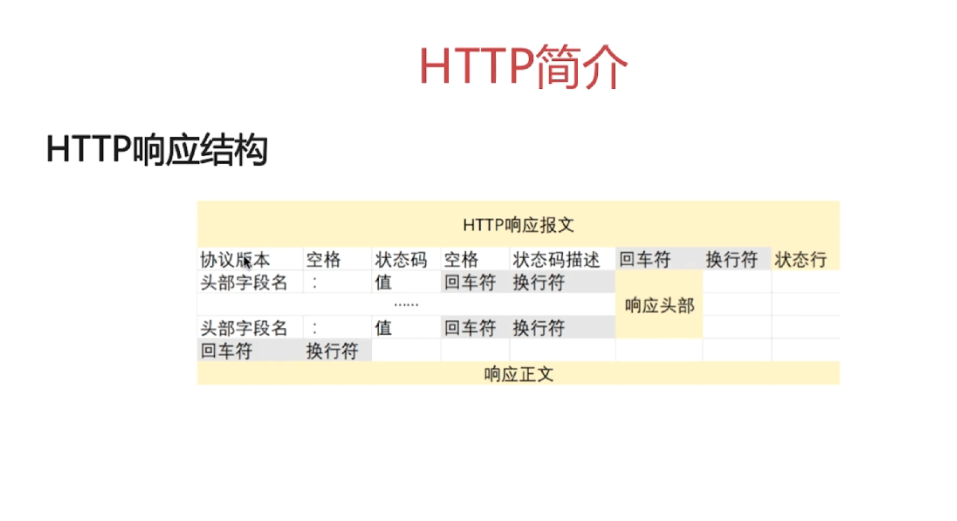 HTTP简介
HTTP响应结构
HTTP响应报文
协议版本 空格 状态码 空格 状态码描述 回车符 换行符 状态行
头部字段名 : 值 回车符 换行符
......
响应头部
头部字段名 : 值 回车符 换行符
回车符 换行符
响应正文